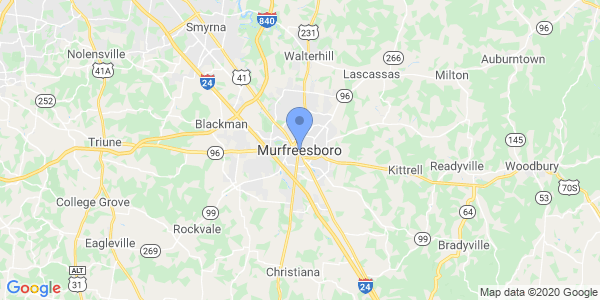 840
96
Smyrna
231
Nolensville
Walterhill
266
Auburntown
41A
24
41
Lascassas
Milton
252
96
Blackman
Triune
96
Murfreesboro
145
Kittrell
Readyville
Woodbury
70S
College Grove
99
99
64
Rockvale
Eagleville
269
Bradyville
ALT
31
Christiana
24
Google
Map data ©2020 Google